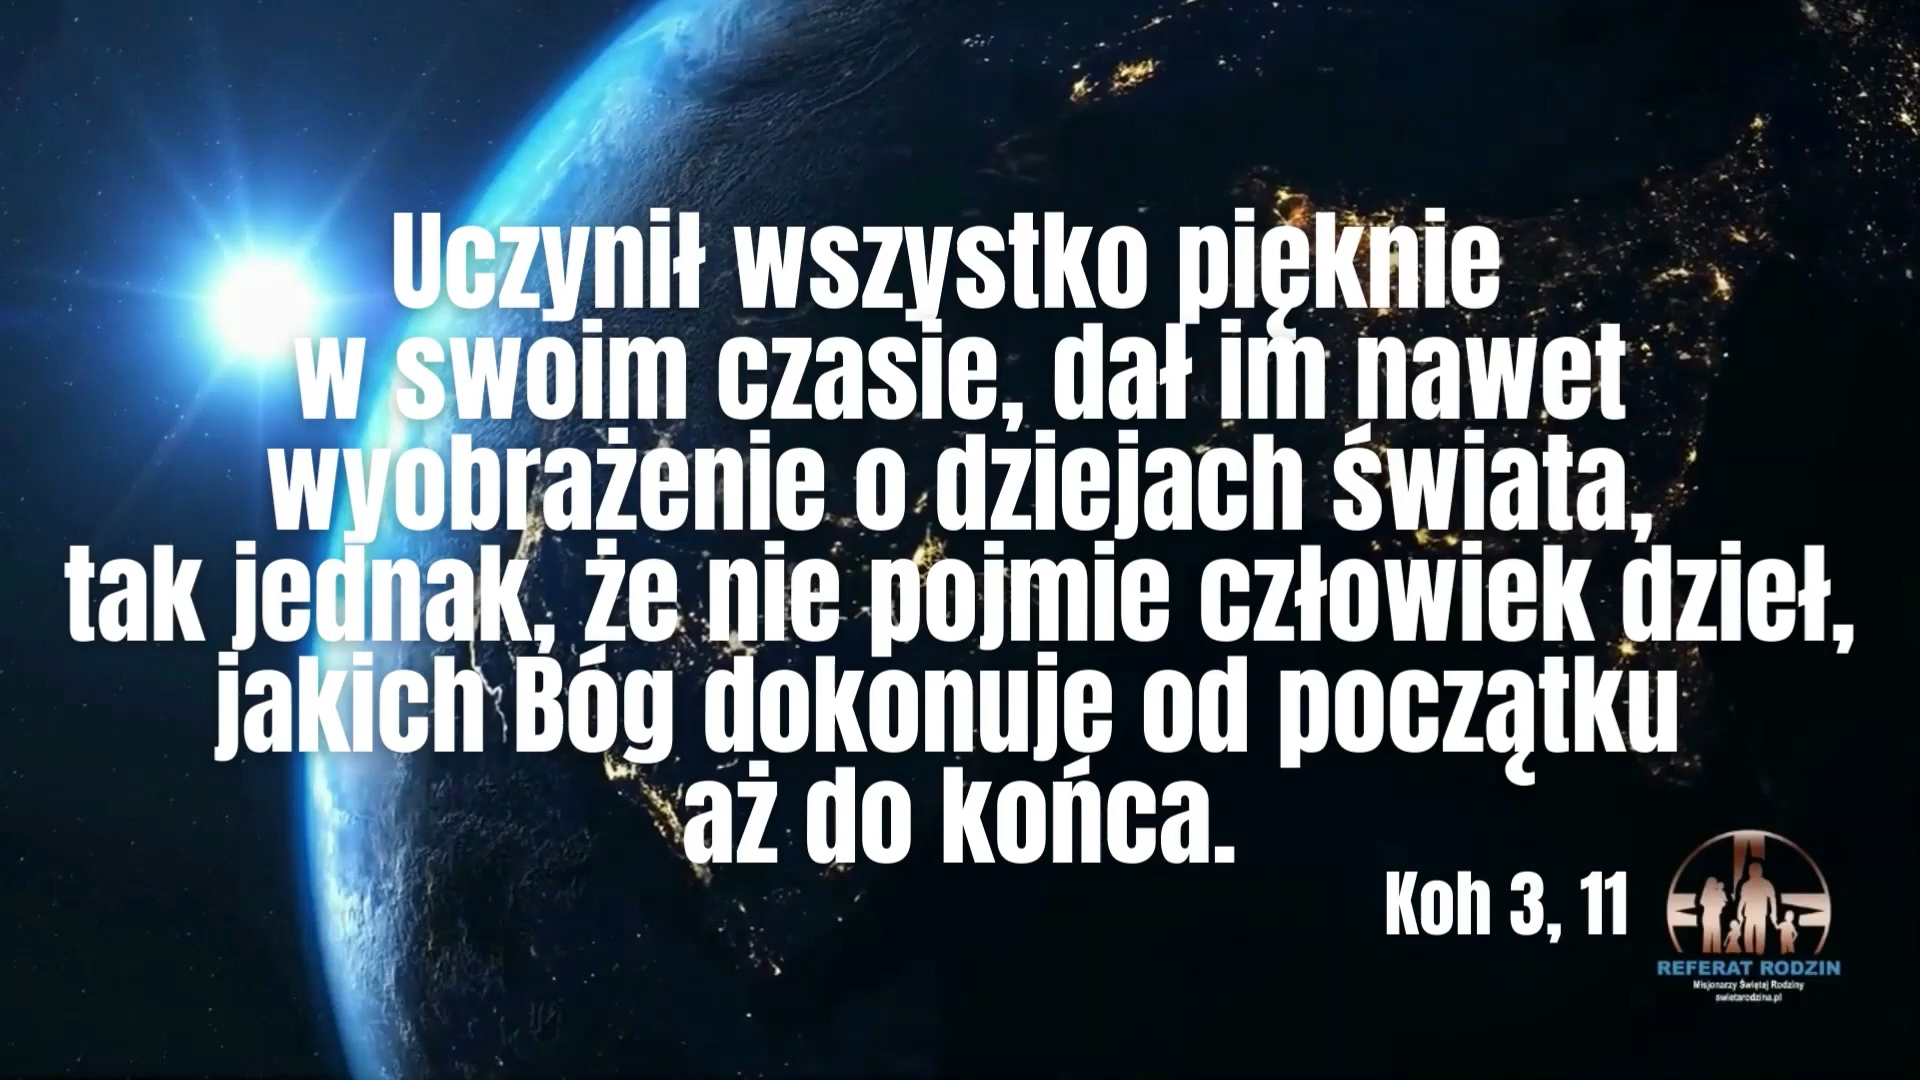 Uczynił wszystko pięknie
w swoim czasie, dał im nawet
wyobrażenie o dziejach świata,
tak jednak, że nie pojmie człowiek dzieł,
jakich Bóg dokonuje od początku
aż do końca.
Koh 3, 11
REFERAT RODZIN
Misjonarzy Świętej Rodziny
swietarodzina.pl